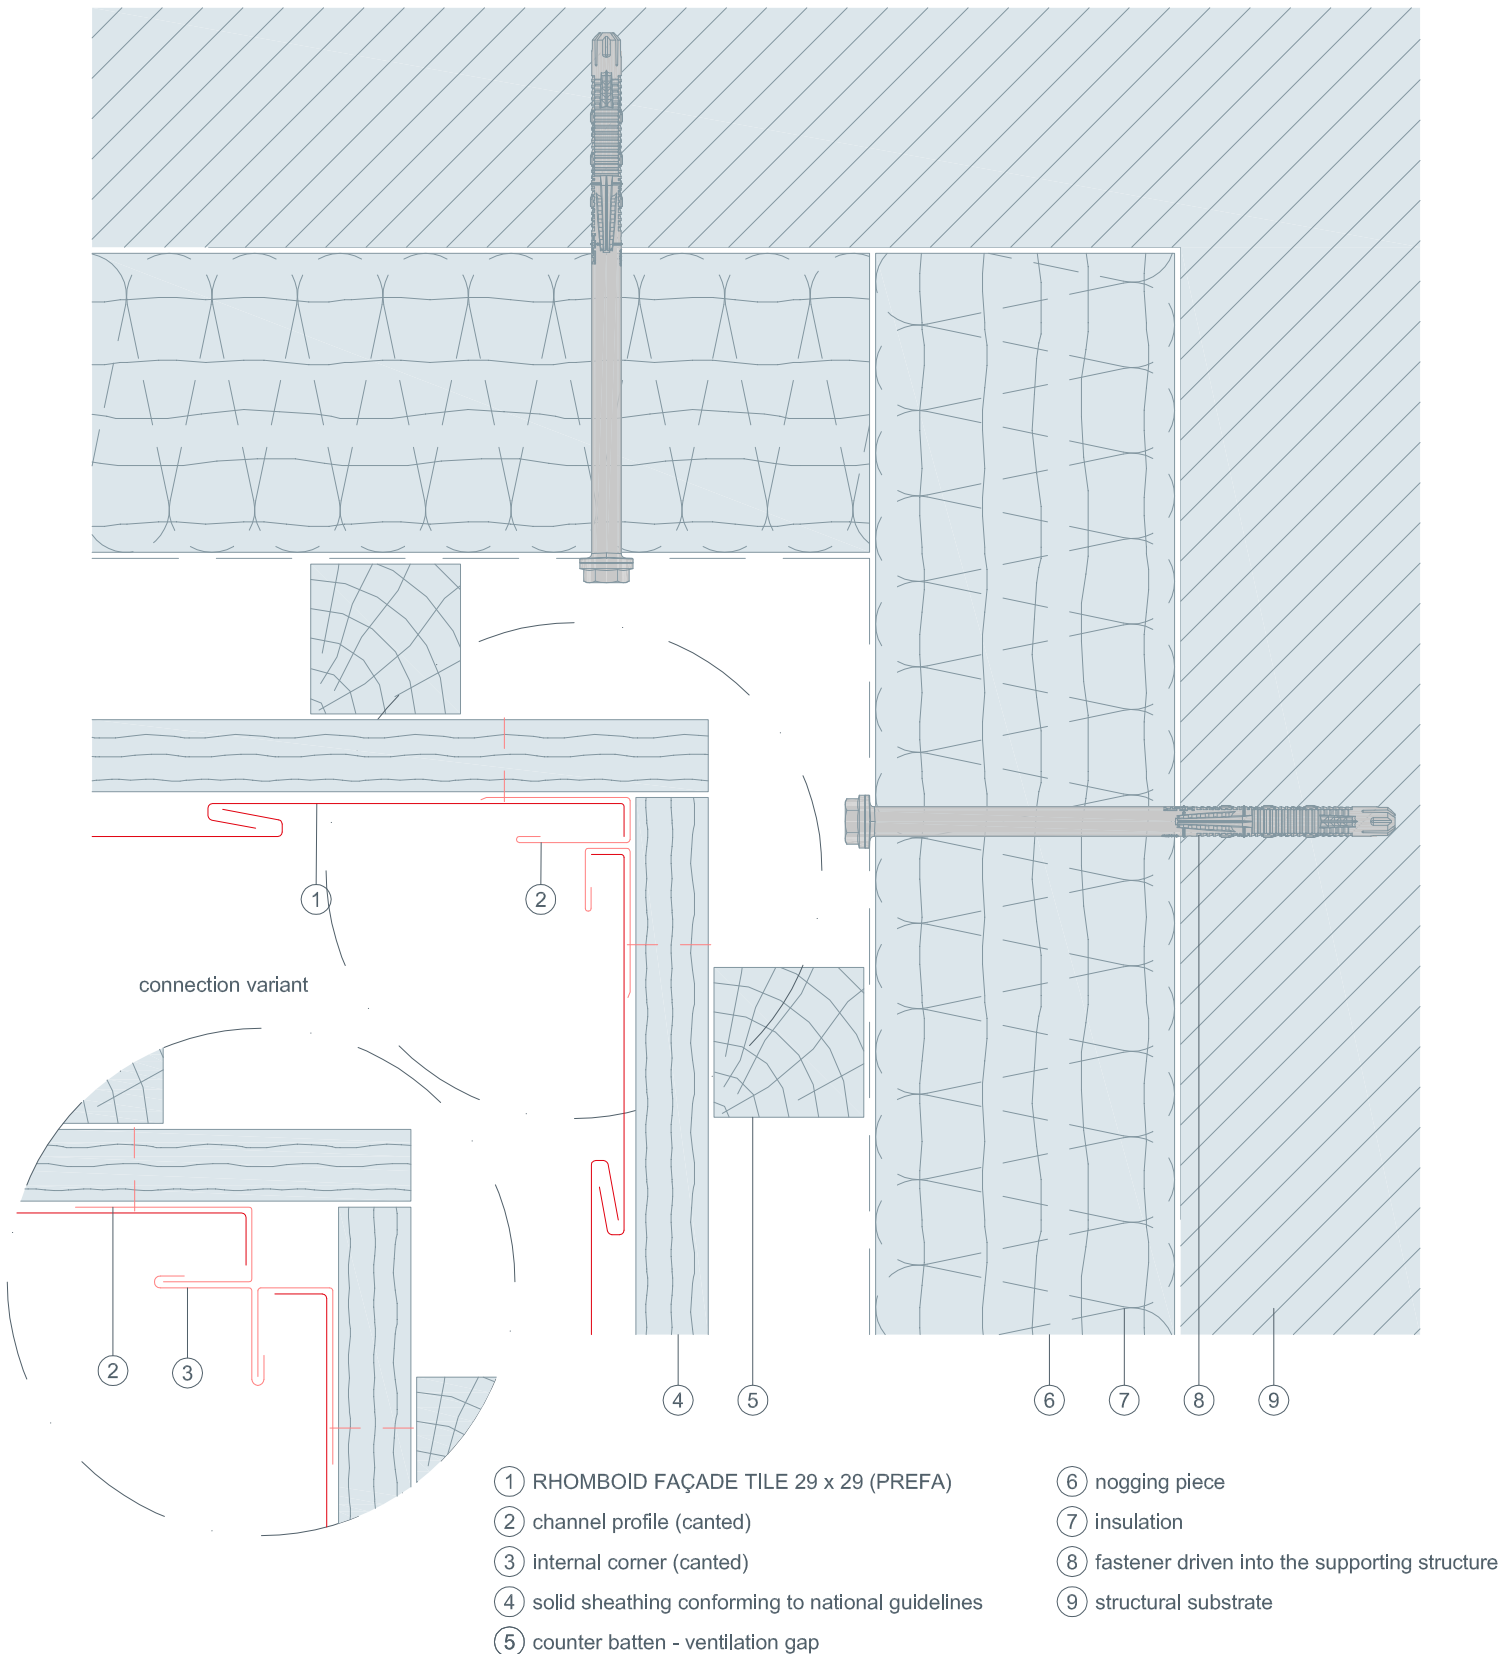 1
2
connection variant
2
3
4
5
6
7
8
9
1 RHOMBOID FAÇADE TILE 29 x 29 (PREFA)
2 channel profile (canted)
3 internal corner (canted)
4 solid sheathing conforming to national guidelines
5 counter batten - ventilation gap
6 nogging piece
7 insulation
8 fastener driven into the supporting structure
9 structural substrate